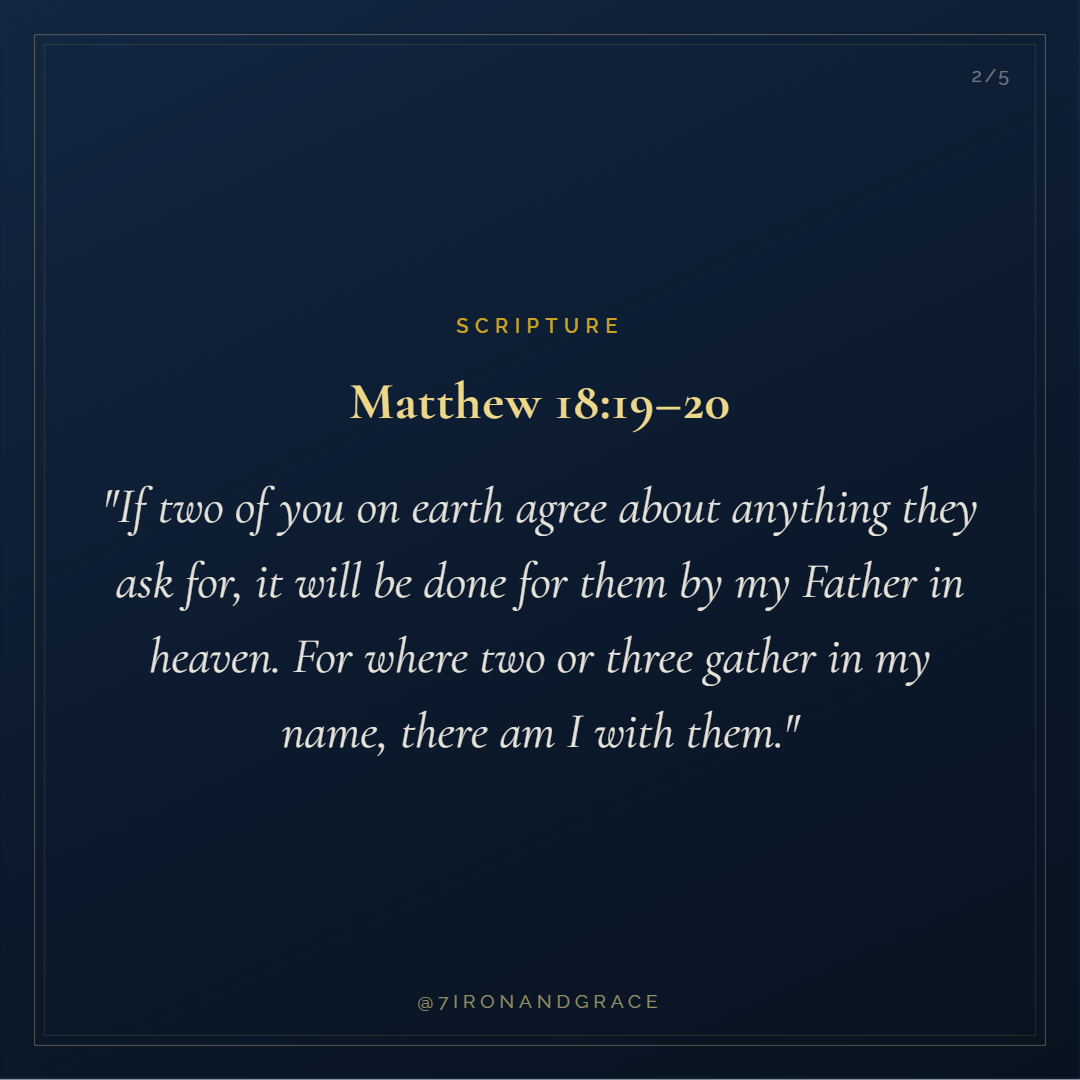 2/5
SCRIPTURE
Matthew 18:19–20
"If two of you on earth agree about anything they
ask for, it will be done for them by my Father in
heaven. For where two or three gather in my
name, there am I with them."
@7IRONANDGRACE